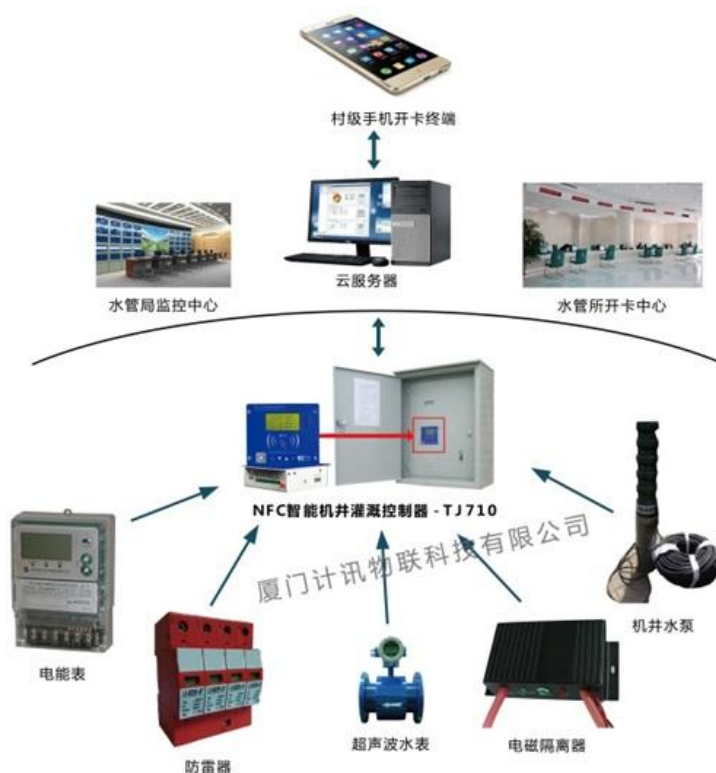 村级手机开卡终端
云服务器
水管局监控中心
水管所开卡中心
NFC智能机井灌溉控制器-TJ710
厦门计讯物联科技有限公司
电能表
防雷器
超声波水表
电磁隔离器
机井水泵